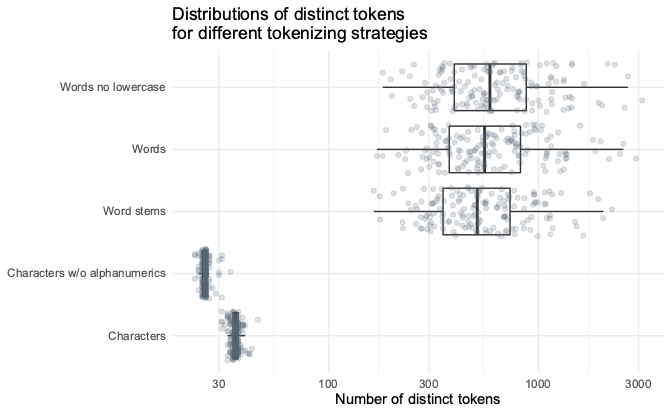 Distributions of distinct tokens
for different tokenizing strategies
Words no lowercase
Words
Word stems
Characters w/o alphanumerics
Characters
30 100 300 1000 3000
Number of distinct tokens